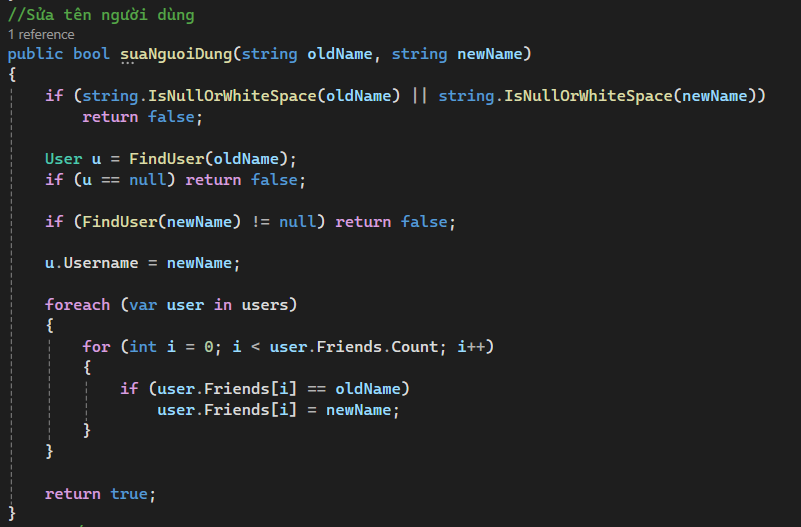 //Sửa tên người dùng
1 reference
public bool suaNguoiDung(string oldName, string newName)
{
    if (string.IsNullOrWhiteSpace(oldName) || string.IsNullOrWhiteSpace(newName))
        return false;

    User u = FindUser(oldName);
    if (u == null) return false;

    if (FindUser(newName) != null) return false;

    u.Username = newName;

    foreach (var user in users)
    {
        for (int i = 0; i < user.Friends.Count; i++)
        {
            if (user.Friends[i] == oldName)
                user.Friends[i] = newName;
        }
    }

    return true;
}